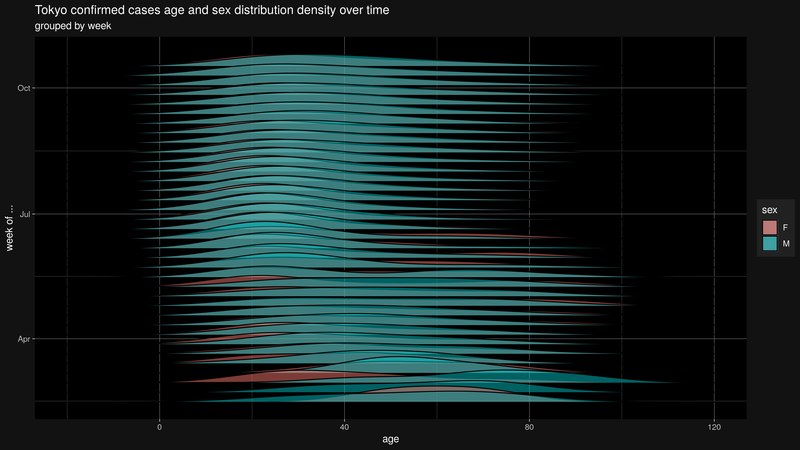 Tokyo confirmed cases age and sex distribution density over time
grouped by week
Oct
Jul
Apr
week of ...
0 40 80 120
age
sex
F
M